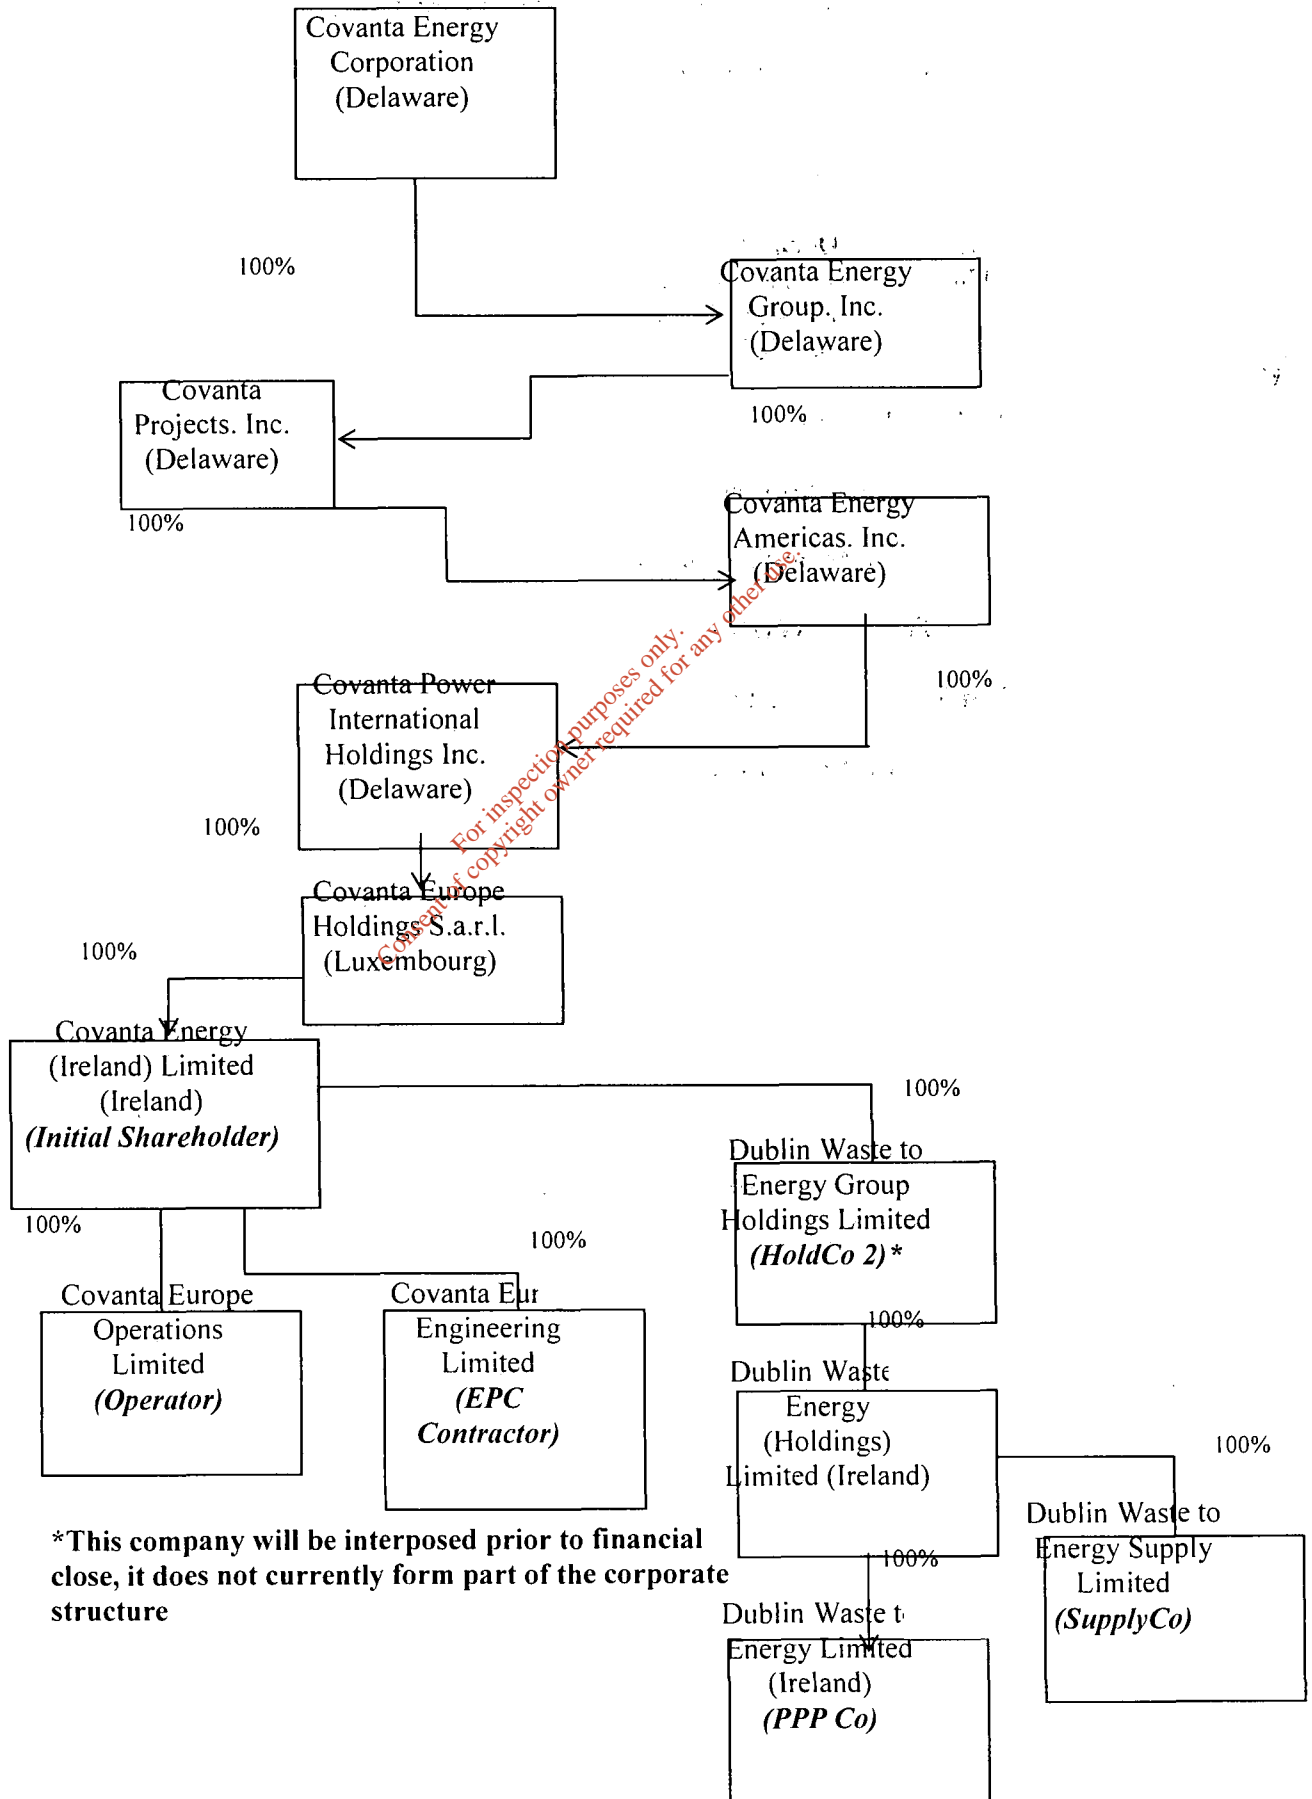 Covanta Energy
Corporation
(Delaware)
100%
Covanta Energy
Group. Inc.
(Delaware)
100%
Covanta
Projects. Inc.
(Delaware)
100%
Covanta Energy
Americas. Inc.
(Delaware)
100%
Covanta Power
International
Holdings Inc.
(Delaware)
100%
Covanta Europe
Holdings S.a.r.l.
(Luxembourg)
100%
For inspection purposes only.
Consent of copyright owner required for any other use.
Covanta Energy
(Ireland) Limited
(Ireland)
(Initial Shareholder)
100%
100%
100%
Dublin Waste to
Energy Group
Holdings Limited
(HoldCo 2)*
100%
Covanta Europe
Operations
Limited
(Operator)
Covanta Eur
Engineering
Limited
(EPC
Contractor)
Dublin Waste
Energy
(Holdings)
Limited (Ireland)
100%
100%
Dublin Waste to
Energy Supply
Limited
(SupplyCo)
*This company will be interposed prior to financial
close, it does not currently form part of the corporate
structure
Dublin Waste t
Energy Limited
(Ireland)
(PPP Co)